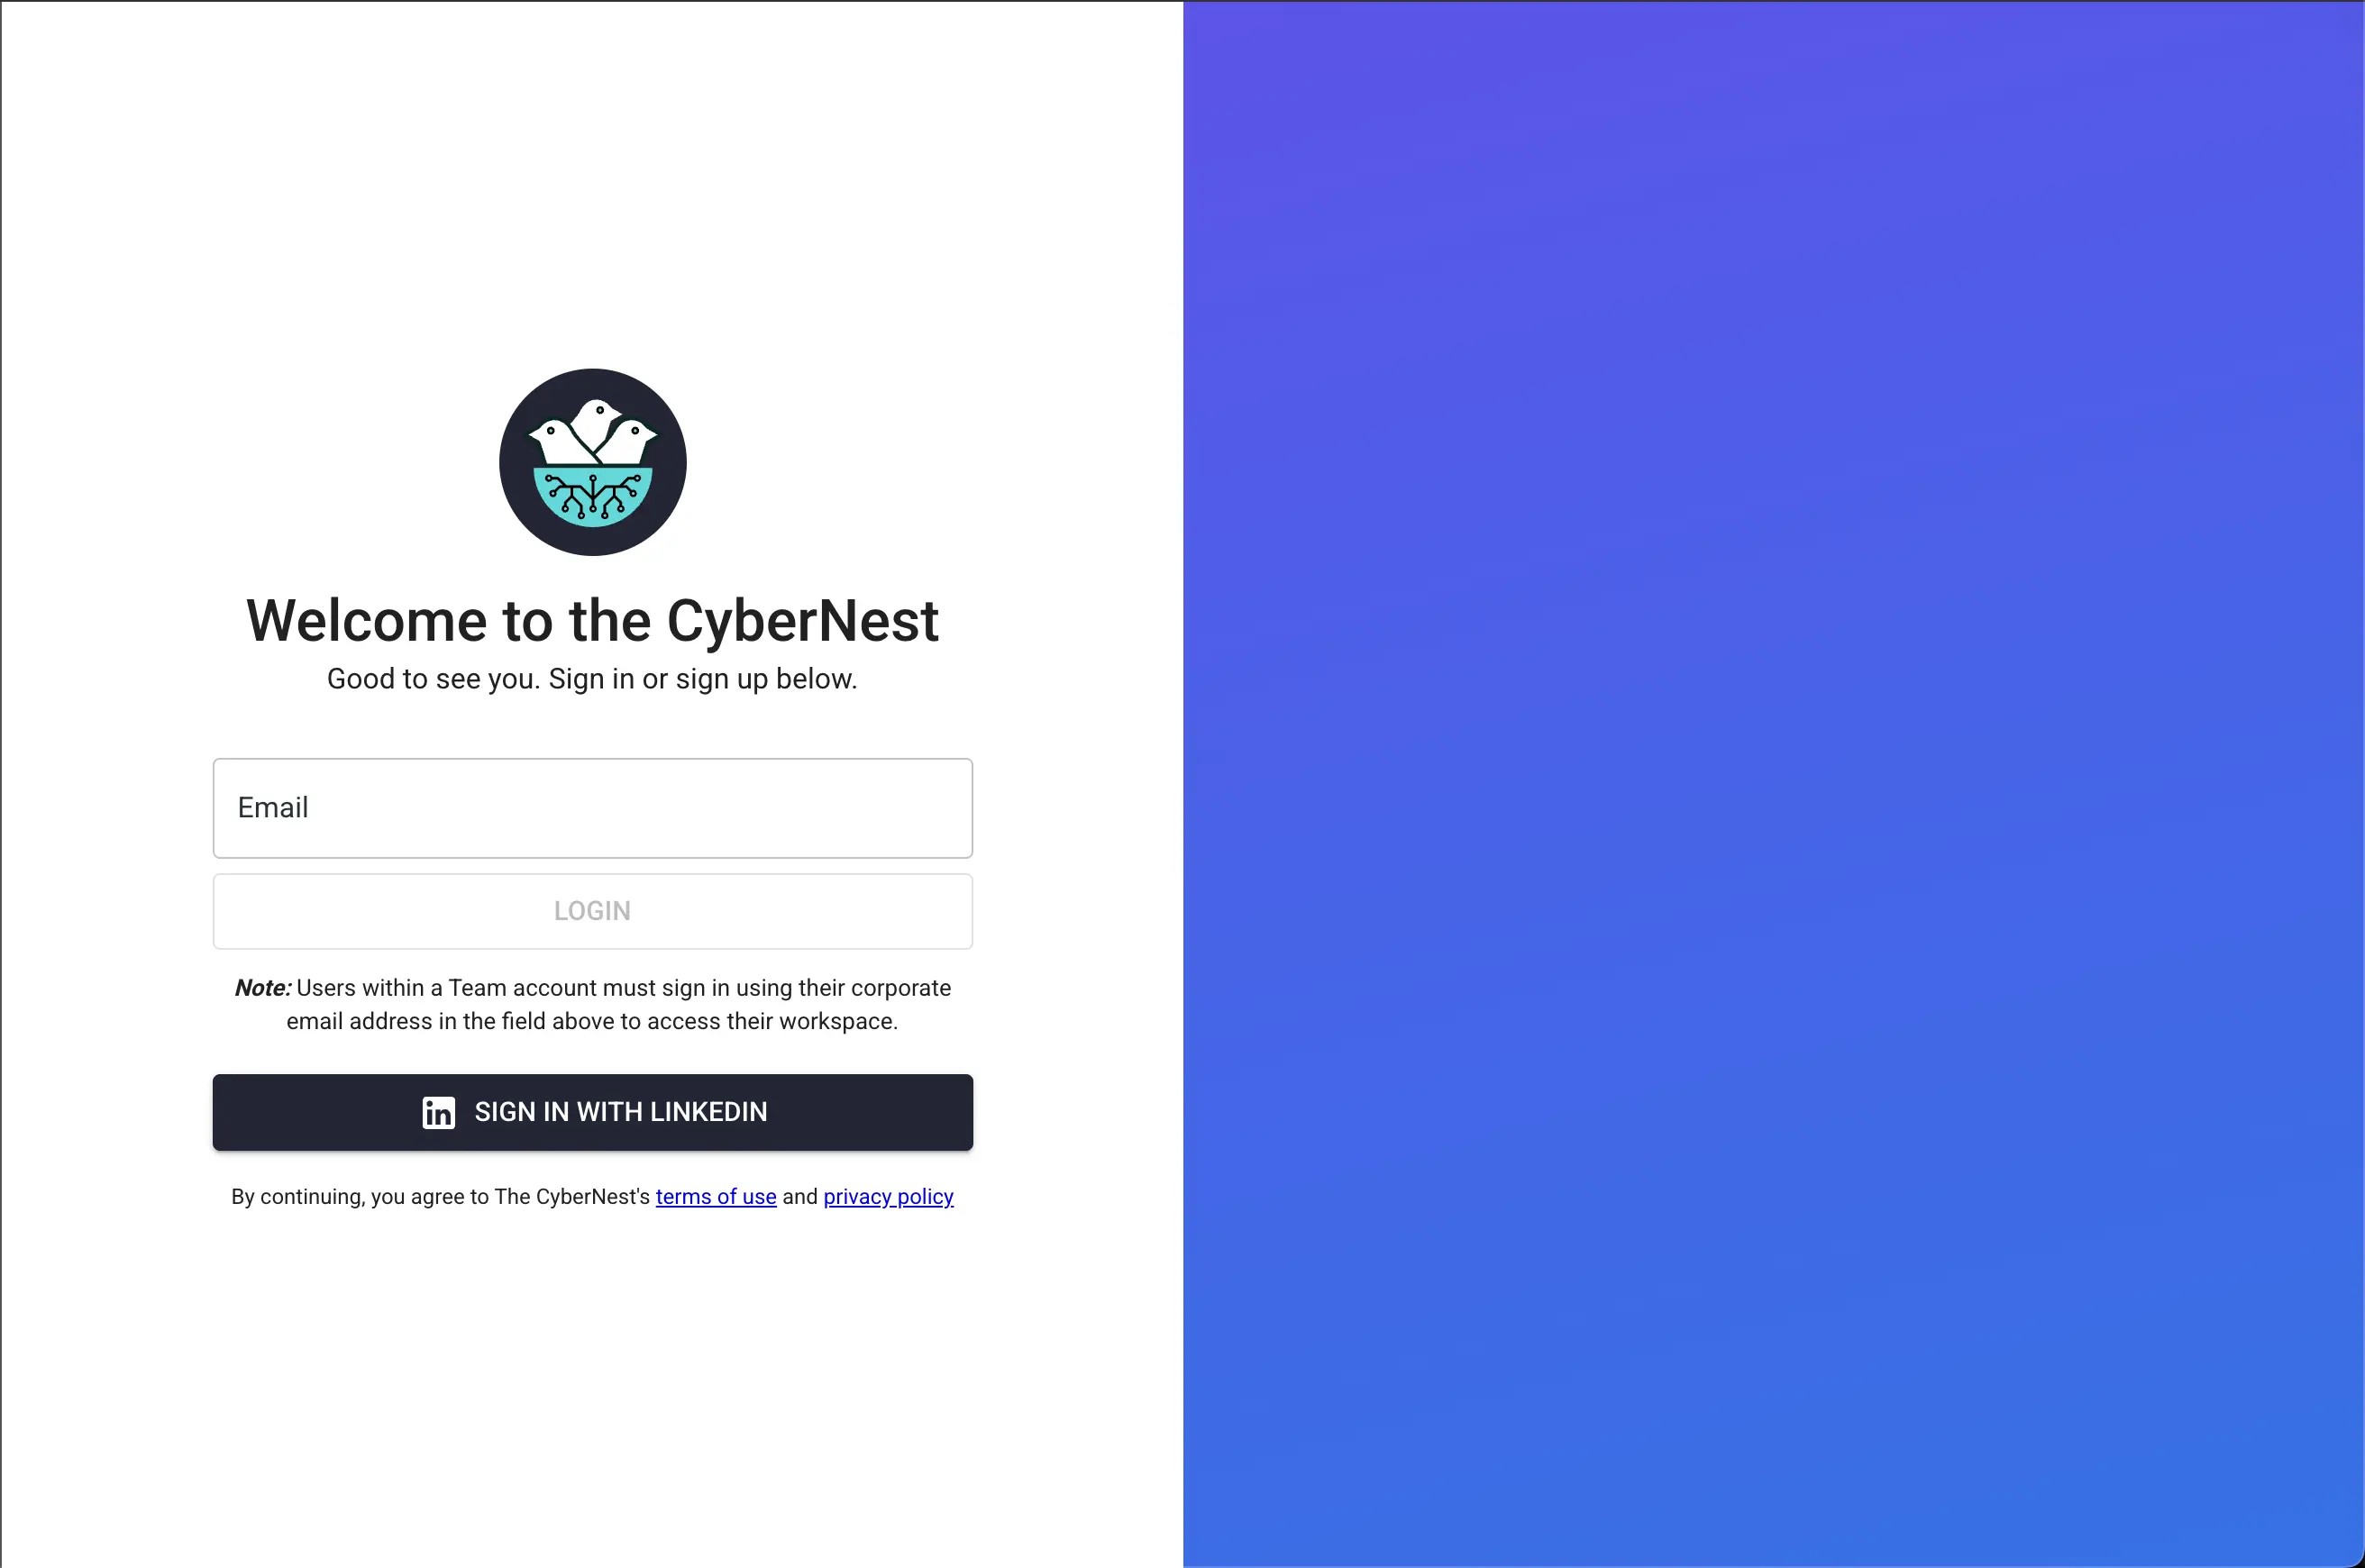 Welcome to the CyberNest
Good to see you. Sign in or sign up below.
Email
LOGIN
Note: Users within a Team account must sign in using their corporate
email address in the field above to access their workspace.
in SIGN IN WITH LINKEDIN
By continuing, you agree to The CyberNest's terms of use and privacy policy